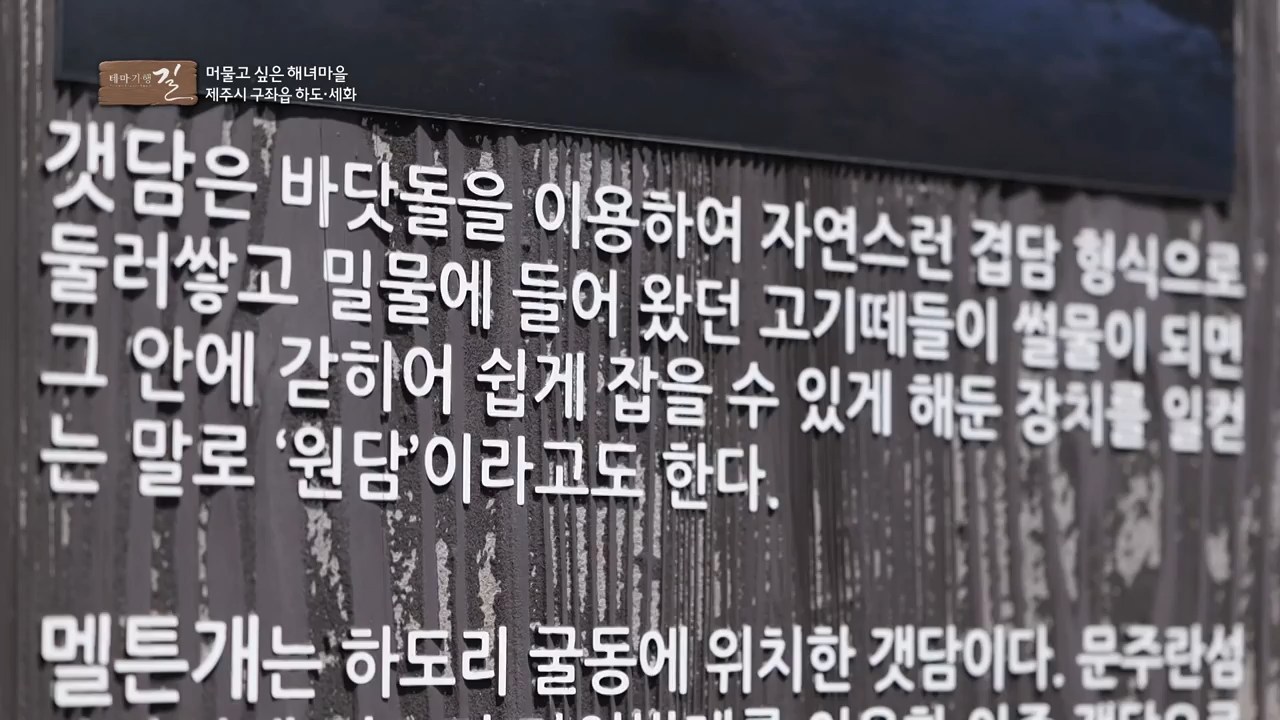 테마기행 길
머물고 싶은 해녀마을
제주시 구좌읍 하도·세화
갯담은 바닷돌을 이용하여 자연스런 겹담 형식으로
둘러쌓고 밀물에 들어 왔던 고기떼들이 썰물이 되면
그 안에 갇히어 쉽게 잡을 수 있게 해둔 장치를 일컫
는 말로 ‘원담’이라고도 한다.
멜튼개는 하도리 굴동에 위치한 갯담이다. 문주란섬